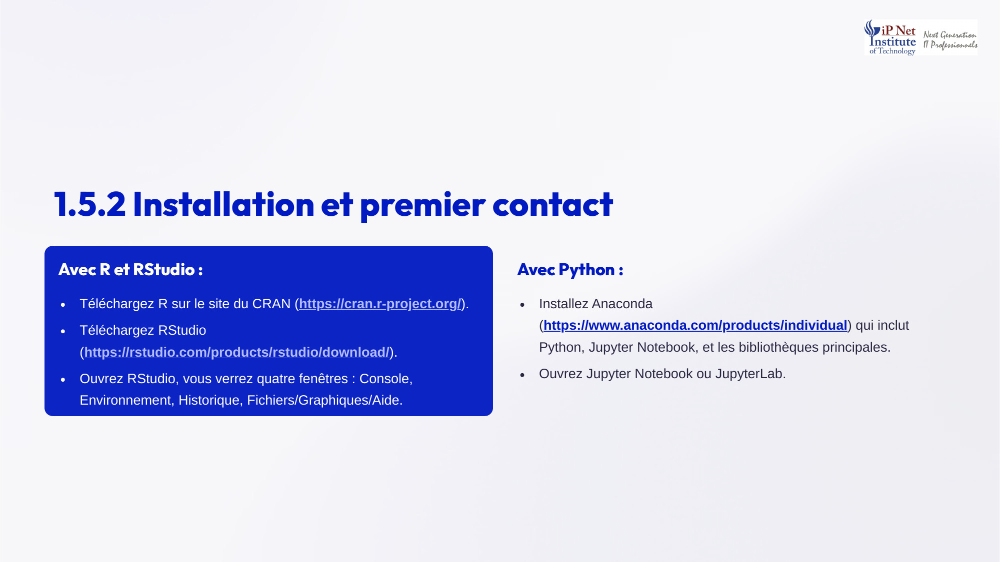 iP Net
Institute
of Technology
Next Generation
IT Professionnels
1.5.2 Installation et premier contact
Avec R et RStudio :
• Téléchargez R sur le site du CRAN (https://cran.r-project.org/).
• Téléchargez RStudio
(https://rstudio.com/products/rstudio/download/).
• Ouvrez RStudio, vous verrez quatre fenêtres : Console,
Environnement, Historique, Fichiers/Graphiques/Aide.
Avec Python :
• Installez Anaconda
(https://www.anaconda.com/products/individual) qui inclut
Python, Jupyter Notebook, et les bibliothèques principales.
• Ouvrez Jupyter Notebook ou JupyterLab.